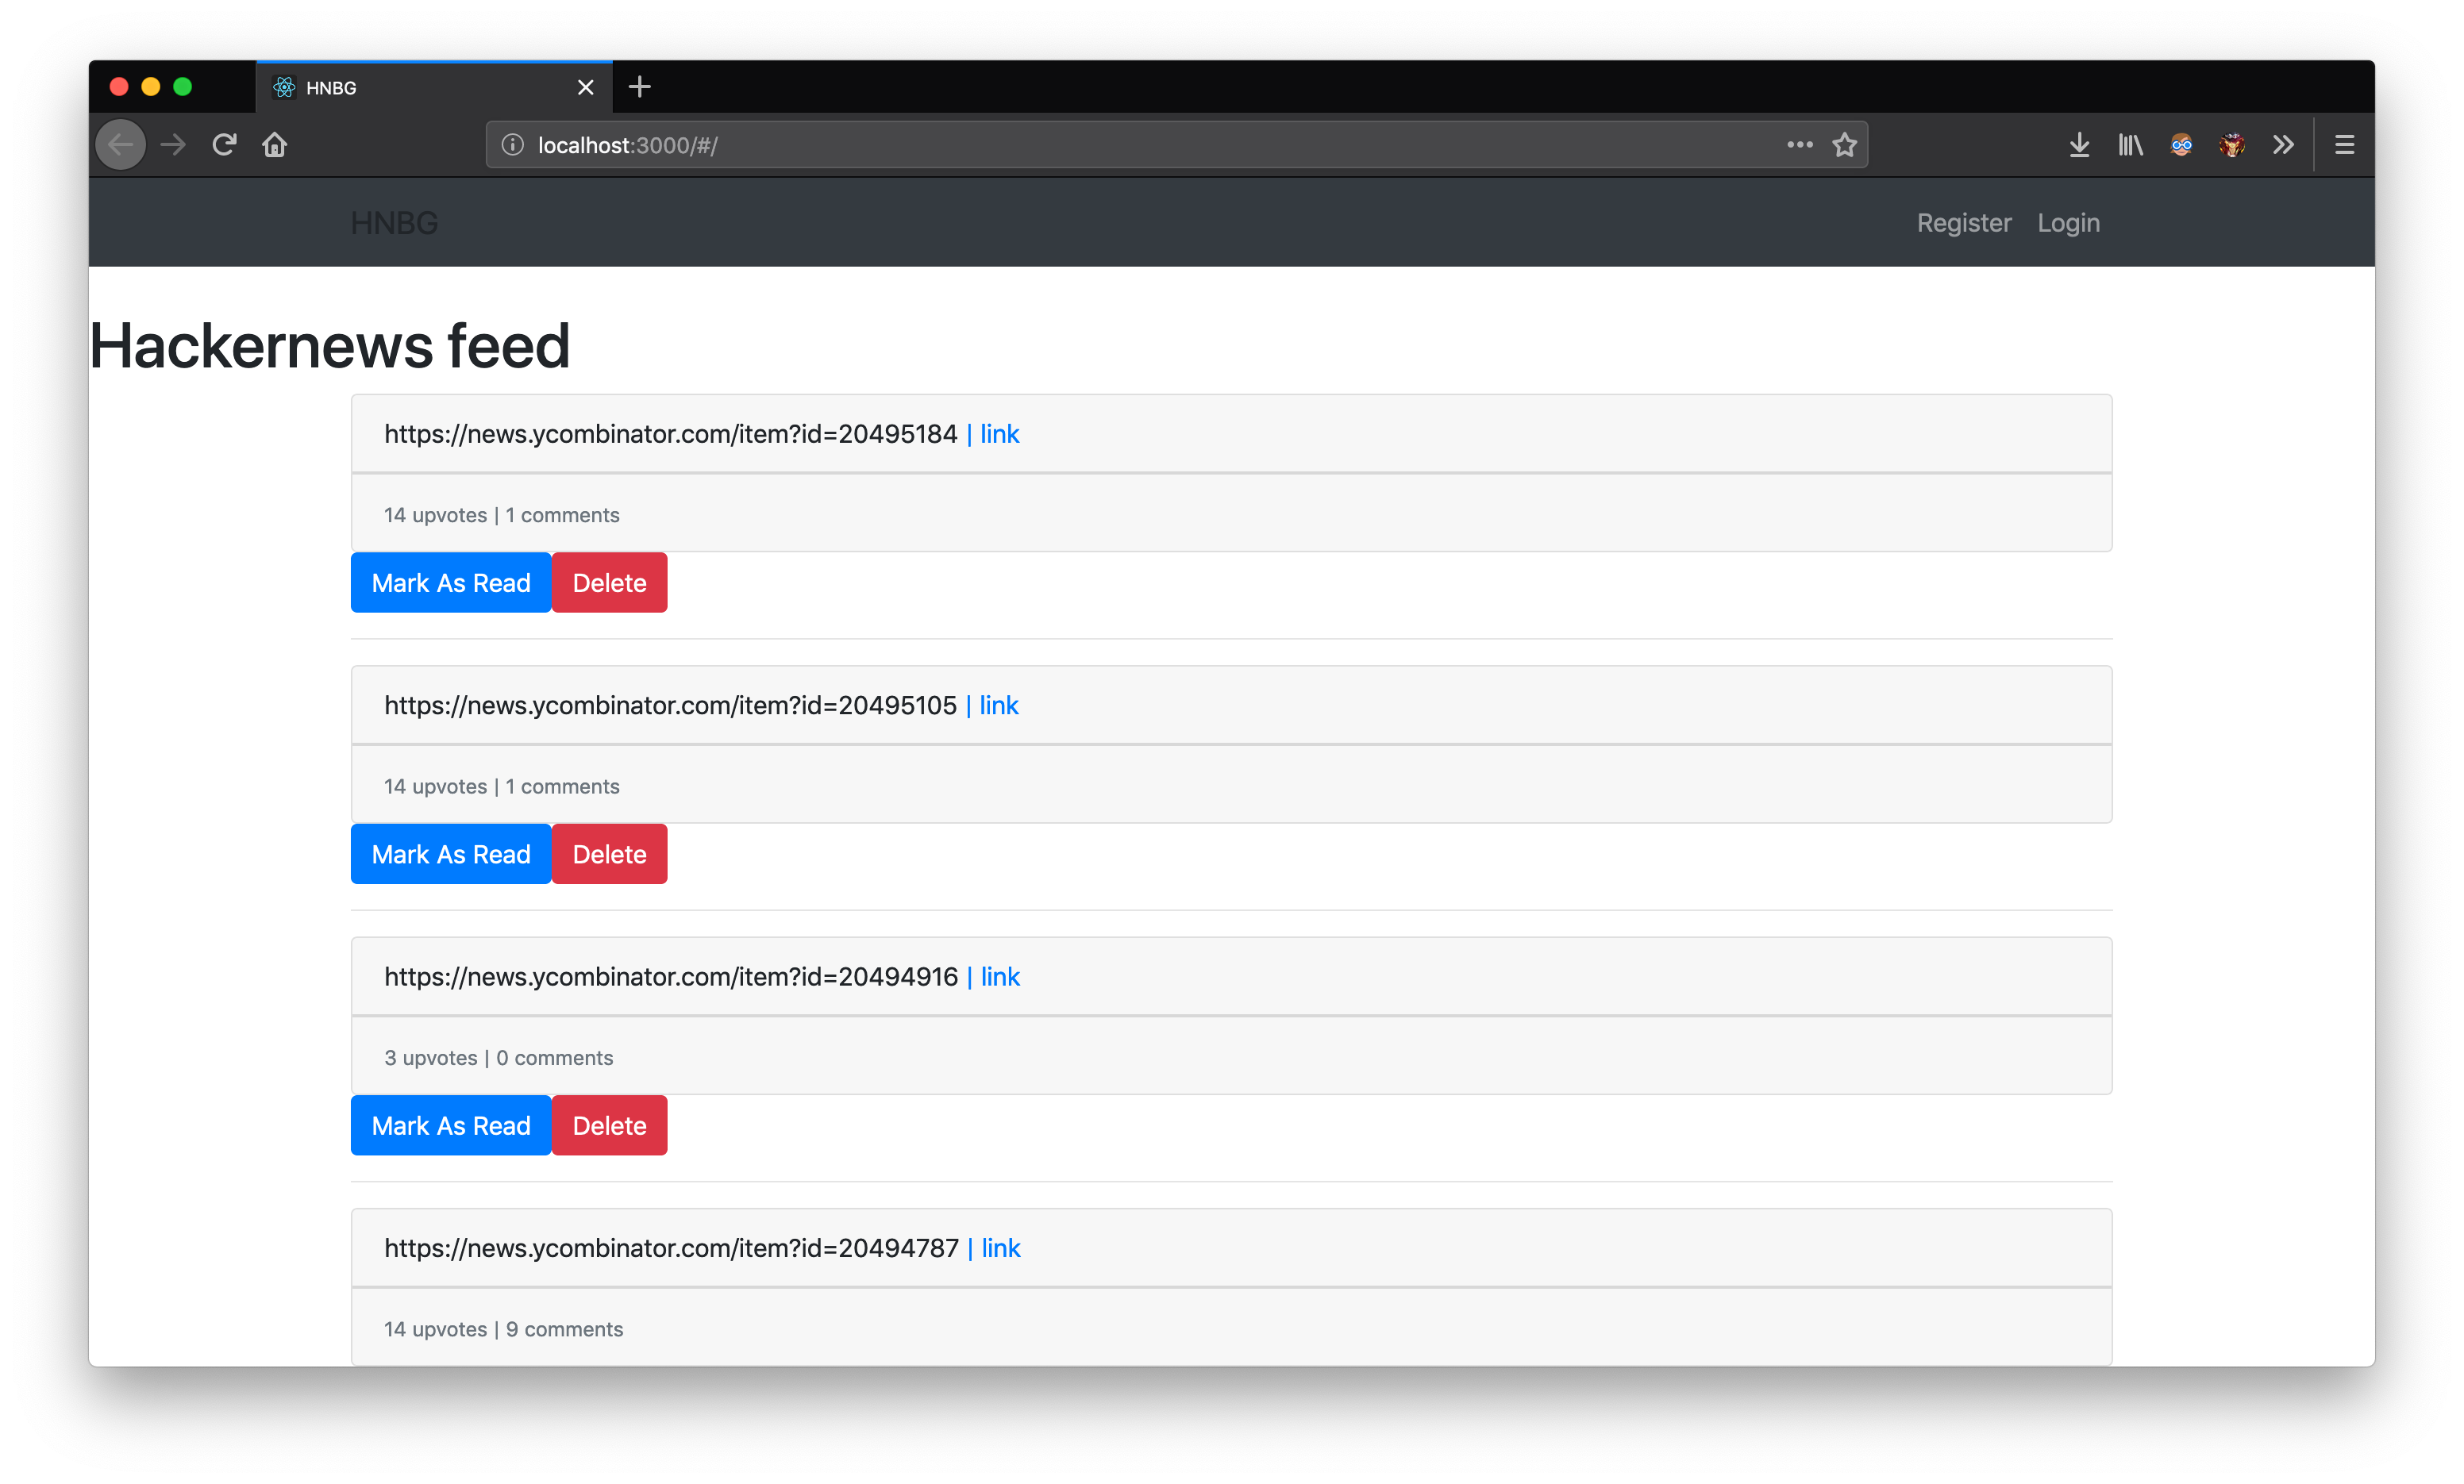 HNBG
localhost:3000/#/
HNBG
Register Login
Hackernews feed
https://news.ycombinator.com/item?id=20495184 | link
14 upvotes | 1 comments
Mark As Read Delete
https://news.ycombinator.com/item?id=20495105 | link
14 upvotes | 1 comments
Mark As Read Delete
https://news.ycombinator.com/item?id=20494916 | link
3 upvotes | 0 comments
Mark As Read Delete
https://news.ycombinator.com/item?id=20494787 | link
14 upvotes | 9 comments